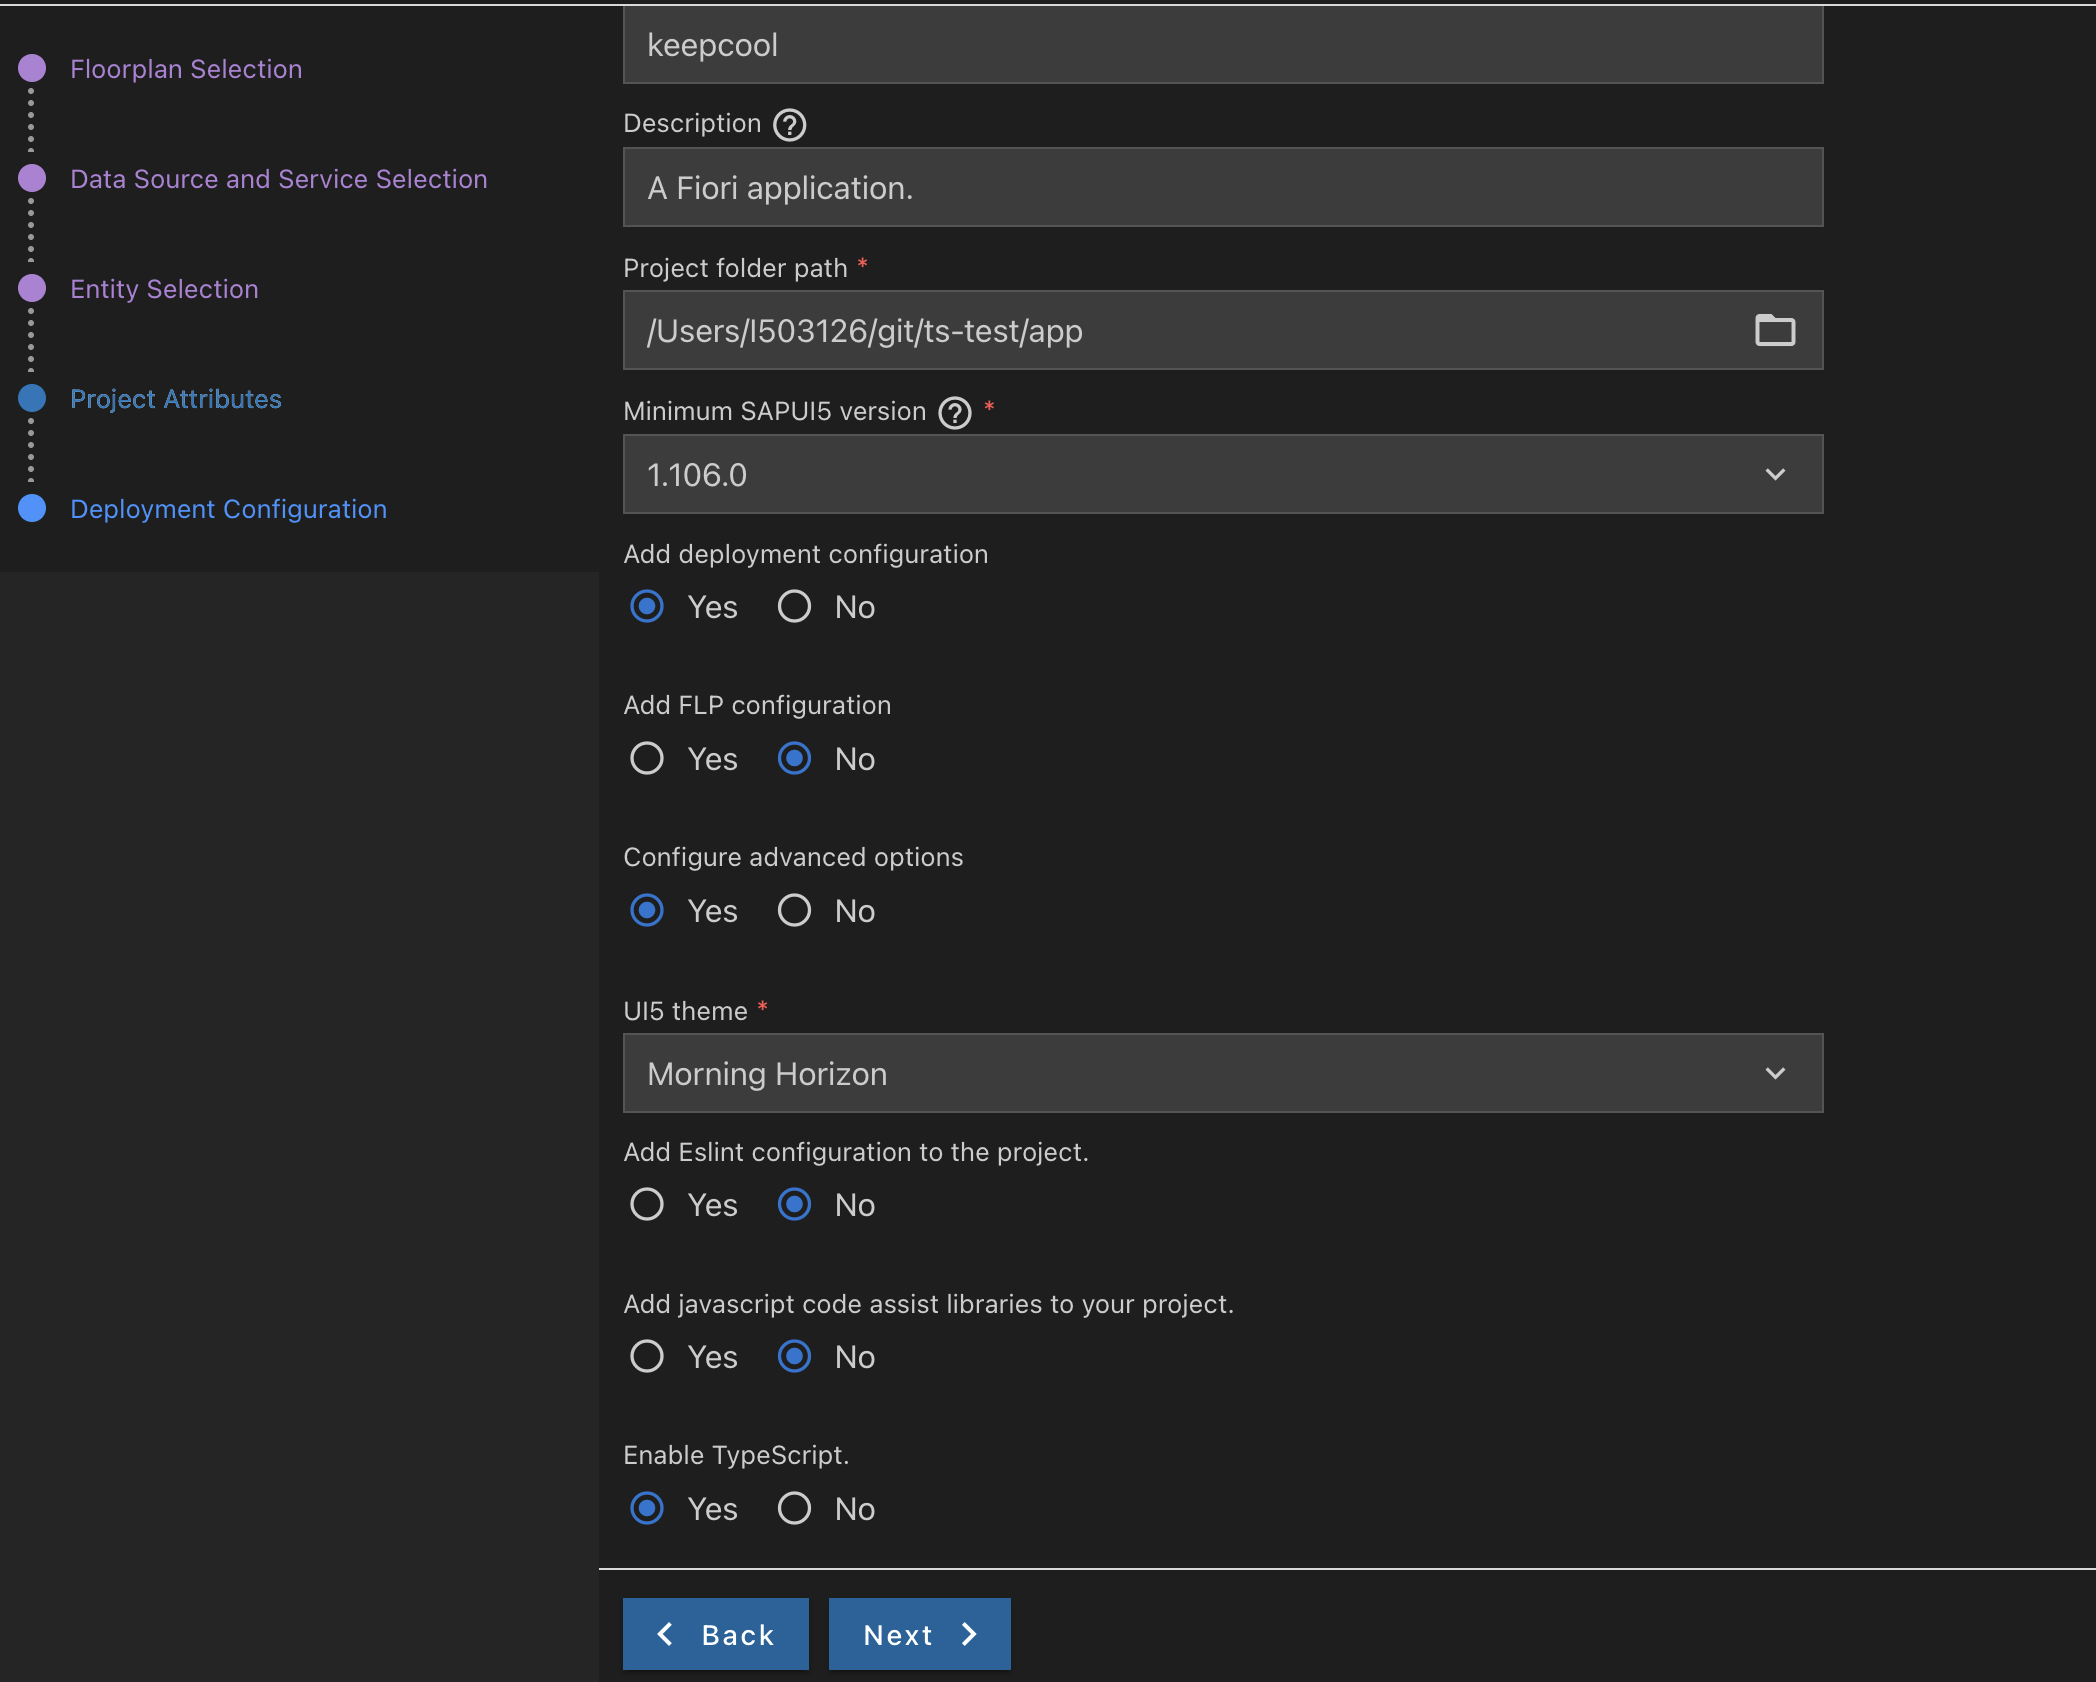 Floorplan Selection
Data Source and Service Selection
Entity Selection
Project Attributes
Deployment Configuration
keepcool
Description ?
A Fiori application.
Project folder path *
/Users/I503126/git/ts-test/app
Minimum SAPUI5 version ? *
1.106.0
Add deployment configuration
Yes No
Add FLP configuration
Yes No
Configure advanced options
Yes No
UI5 theme *
Morning Horizon
Add Eslint configuration to the project.
Yes No
Add javascript code assist libraries to your project.
Yes No
Enable TypeScript.
Yes No
Back Next